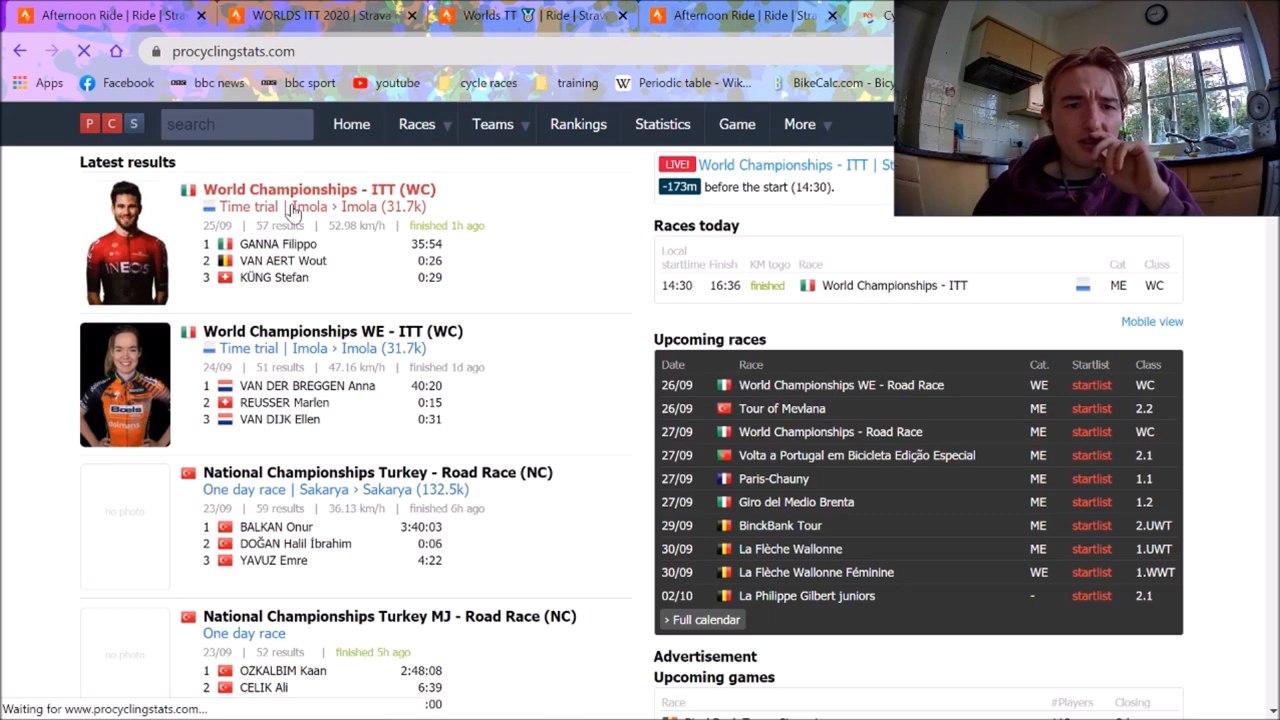 Afternoon Ride | Ride | Strav
WORLDS ITT 2020 | Strava
Worlds TT 🏅 | Ride | Strava
Afternoon Ride | Ride | Stra
procyclingstats.com
Apps
Facebook
bbc news
bbc sport
youtube
cycle races
training
Periodic table - Wik...
BikeCalc.com - Bic
P C S
search
Home
Races
Teams
Rankings
Statistics
Game
More
Latest results
World Championships - ITT (WC)
Time trial | Imola › Imola (31.7k)
25/09 | 57 results | 52.98 km/h | finished 1h ago
1 GANNA Filippo 35:54
2 VAN AERT Wout 0:26
3 KÜNG Stefan 0:29
INEOS
World Championships WE - ITT (WC)
Time trial | Imola › Imola (31.7k)
24/09 | 51 results | 47.16 km/h | finished 1d ago
1 VAN DER BREGGEN Anna 40:20
2 REUSSER Marlen 0:15
3 VAN DIJK Ellen 0:31
Boels
National Championships Turkey - Road Race (NC)
One day race | Sakarya › Sakarya (132.5k)
23/09 | 59 results | 36.13 km/h | finished 6h ago
no photo
1 BALKAN Onur 3:40:03
2 DOĞAN Halil İbrahim 0:06
3 YAVUZ Emre 4:22
National Championships Turkey MJ - Road Race (NC)
One day race
23/09 | 52 results | finished 5h ago
no photo
1 OZKALBIM Kaan 2:48:08
2 CELIK Ali 6:39
:00
Waiting for www.procyclingstats.com...
LIVE! World Championships - ITT | St
-173m before the start (14:30).
Races today
Local starttime Finish KM togo Race Cat Class
14:30 16:36 finished World Championships - ITT ME WC
Mobile view
Upcoming races
Date Race Cat. Startlist Class
26/09 World Championships WE - Road Race WE startlist WC
26/09 Tour of Mevlana ME startlist 2.2
27/09 World Championships - Road Race ME startlist WC
27/09 Volta a Portugal em Bicicleta Edição Especial ME startlist 2.1
27/09 Paris-Chauny ME startlist 1.1
27/09 Giro del Medio Brenta ME startlist 1.2
29/09 BinckBank Tour ME startlist 2.UWT
30/09 La Flèche Wallonne ME startlist 1.UWT
30/09 La Flèche Wallonne Féminine WE startlist 1.WWT
02/10 La Philippe Gilbert juniors - startlist 2.1
› Full calendar
Advertisement
Upcoming games
Race #Players Closing